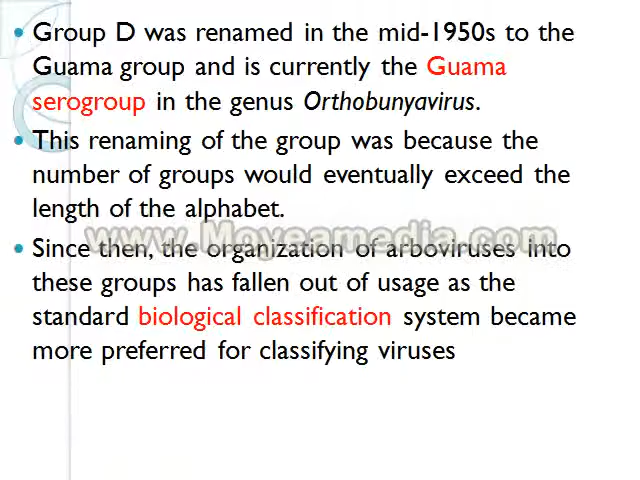 Group D was renamed in the mid-1950s to the
Guama group and is currently the Guama
serogroup in the genus Orthobunyavirus.
This renaming of the group was because the
number of groups would eventually exceed the
length of the alphabet.
www.Moyeamedia.com
Since then, the organization of arboviruses into
these groups has fallen out of usage as the
standard biological classification system became
more preferred for classifying viruses